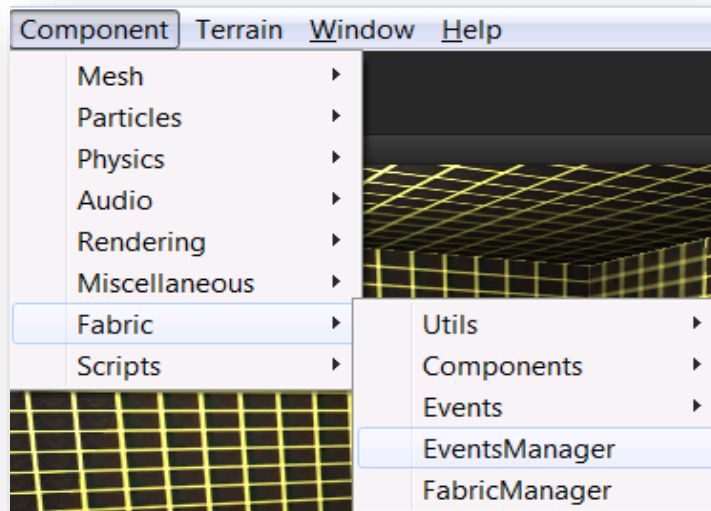 Component Terrain Window Help
Mesh
Particles
Physics
Audio
Rendering
Miscellaneous
Fabric
Scripts
Utils
Components
Events
EventsManager
FabricManager